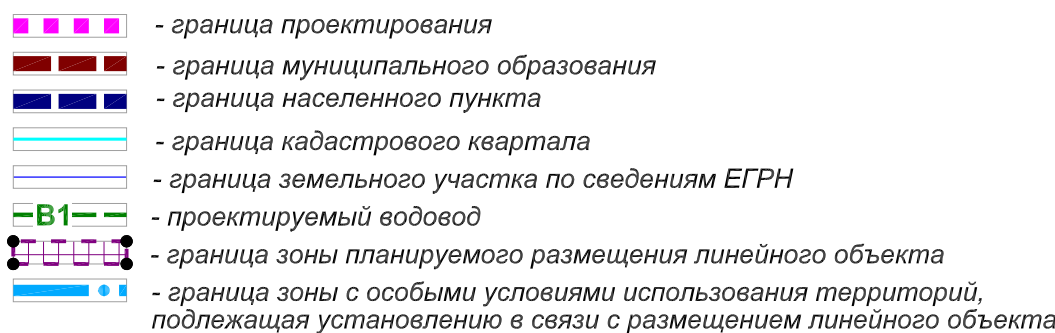 - граница проектирования
- граница муниципального образования
- граница населенного пункта
- граница кадастрового квартала
- граница земельного участка по сведениям ЕГРН
В1 - проектируемый водовод
- граница зоны планируемого размещения линейного объекта
- граница зоны с особыми условиями использования территорий,
подлежащая установлению в связи с размещением линейного объекта